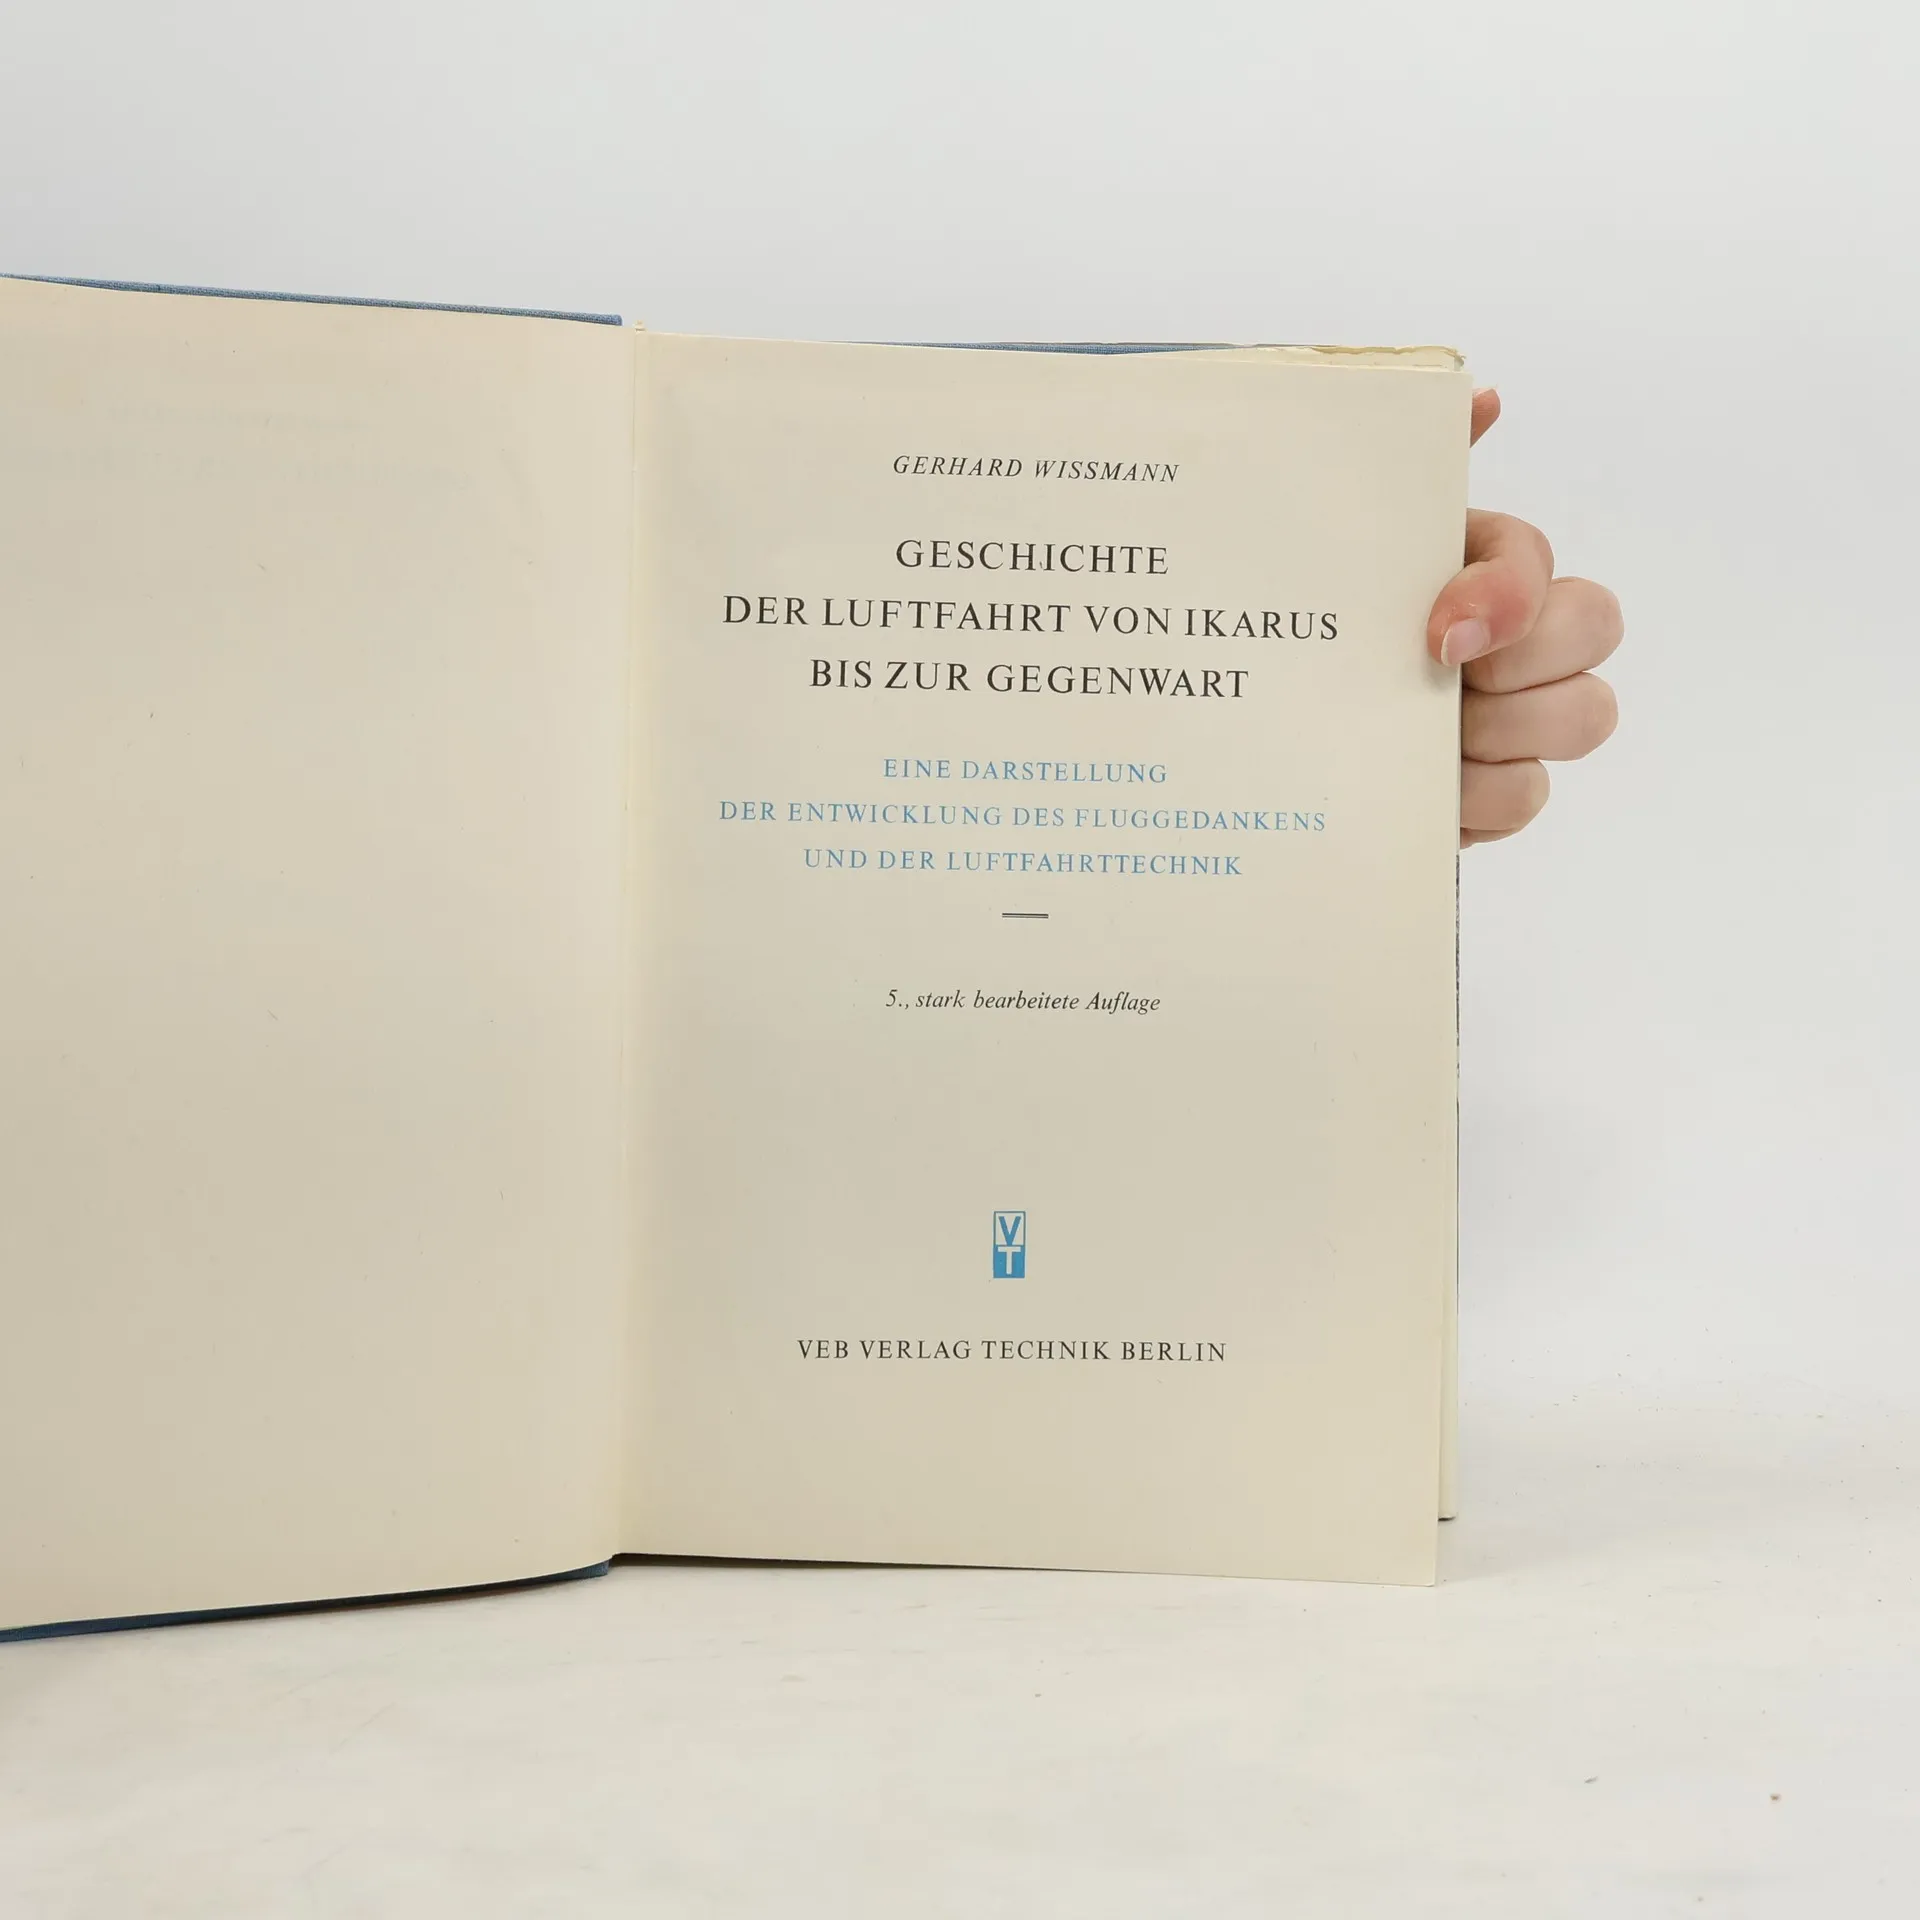 GERHARD WISSMANN
GESCHICHTE
DER LUFTFAHRT VON IKARUS
BIS ZUR GEGENWART
EINE DARSTELLUNG
DER ENTWICKLUNG DES FLUGGEDANKENS
UND DER LUFTFAHRTTECHNIK
5., stark bearbeitete Auflage
V
T
VEB VERLAG TECHNIK BERLIN